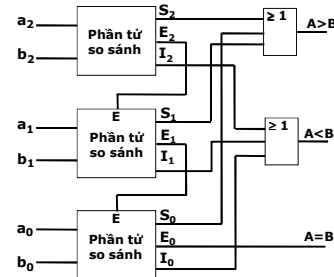 a2
b2
Phần tử
so sánh
S2
E2
I2
≥ 1
A>B
E
a1
b1
Phần tử
so sánh
S1
E1
I1
≥ 1
A<B
E
a0
b0
Phần tử
so sánh
S0
E0
I0
A=B